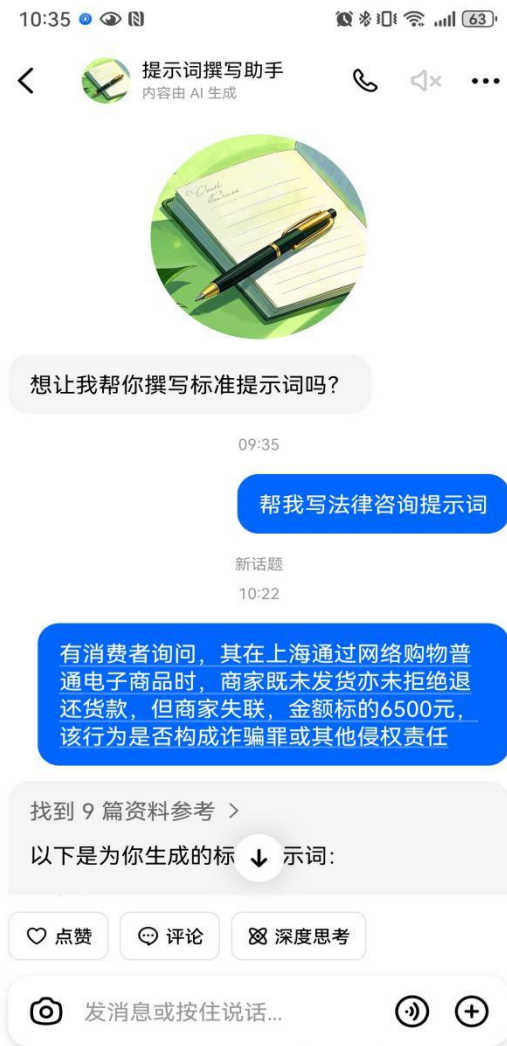 10:35
63
提示词撰写助手
内容由 AI 生成
想让我帮你撰写标准提示词吗?
09:35
帮我写法律咨询提示词
新话题
10:22
有消费者询问，其在上海通过网络购物普
通电子商品时，商家既未发货亦未拒绝退
还货款，但商家失联，金额标的6500元，
该行为是否构成诈骗罪或其他侵权责任
找到 9 篇资料参考 >
以下是为你生成的标 示词:
点赞
评论
深度思考
发消息或按住说话...